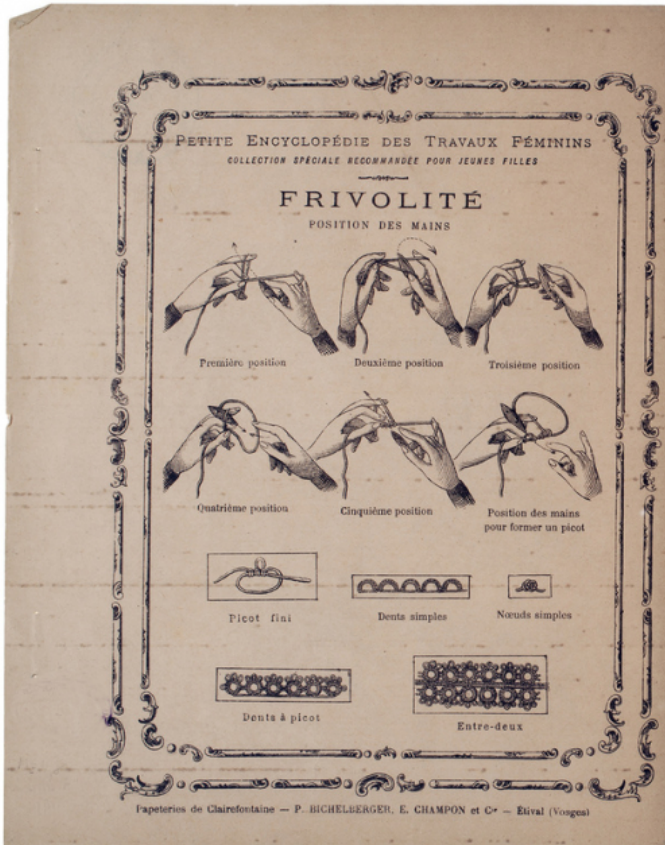 PETITE ENCYCLOPÉDIE DES TRAVAUX FÉMININS
COLLECTION SPÉCIALE RECOMMANDÉE POUR JEUNES FILLES
FRIVOLITÉ
POSITION DES MAINS
Première position
Deuxième position
Troisième position
Quatrième position
Cinquième position
Position des mains
pour former un picot
Picot fini
Dents simples
Nœuds simples
Dents à picot
Entre-deux
Papeteries de Clairefontaine — P. BICHELBERGER, E. CHAMPON et Cie — Étival (Vosges)